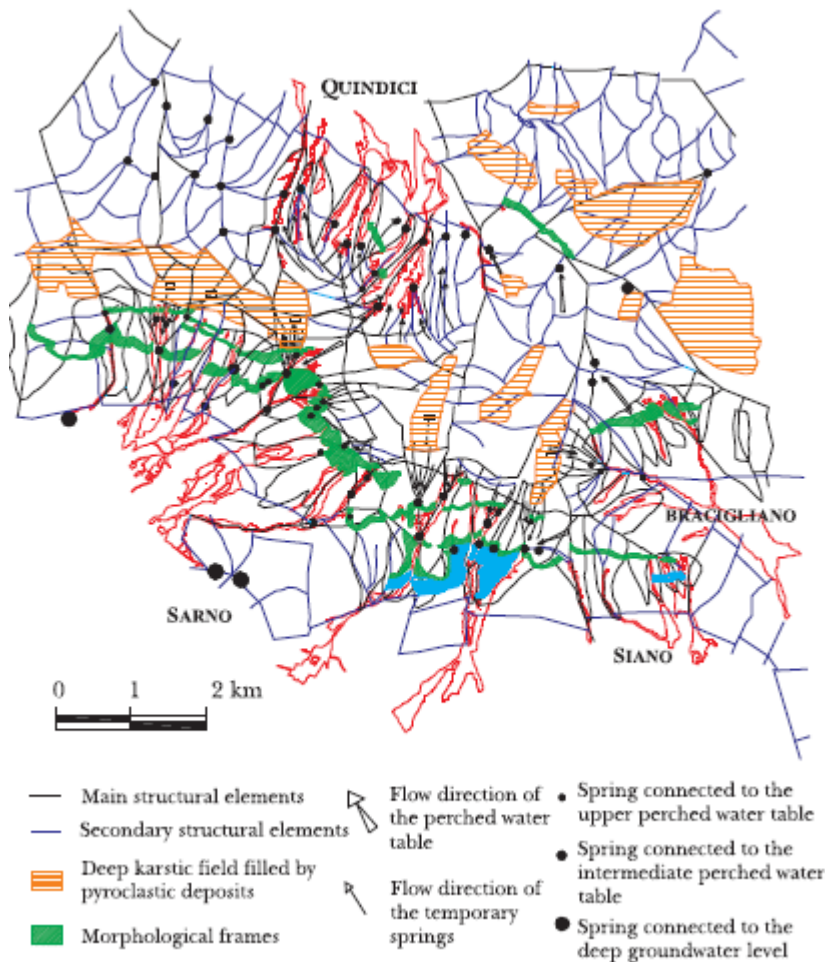 QUINDICI
BRACIGLIANO
SARNO
SIANO
0 1 2 km
Main structural elements
Secondary structural elements
Deep karstic field filled by
pyroclastic deposits
Morphological frames
Flow direction of
the perched water
table
Flow direction of
the temporary
springs
Spring connected to the
upper perched water table
Spring connected to the
intermediate perched water
table
Spring connected to the
deep groundwater level